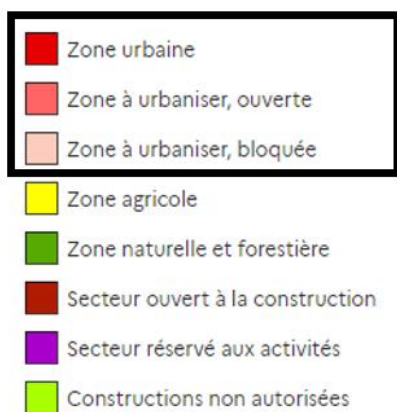 Zone urbaine
Zone à urbaniser, ouverte
Zone à urbaniser, bloquée
Zone agricole
Zone naturelle et forestière
Secteur ouvert à la construction
Secteur réservé aux activités
Constructions non autorisées